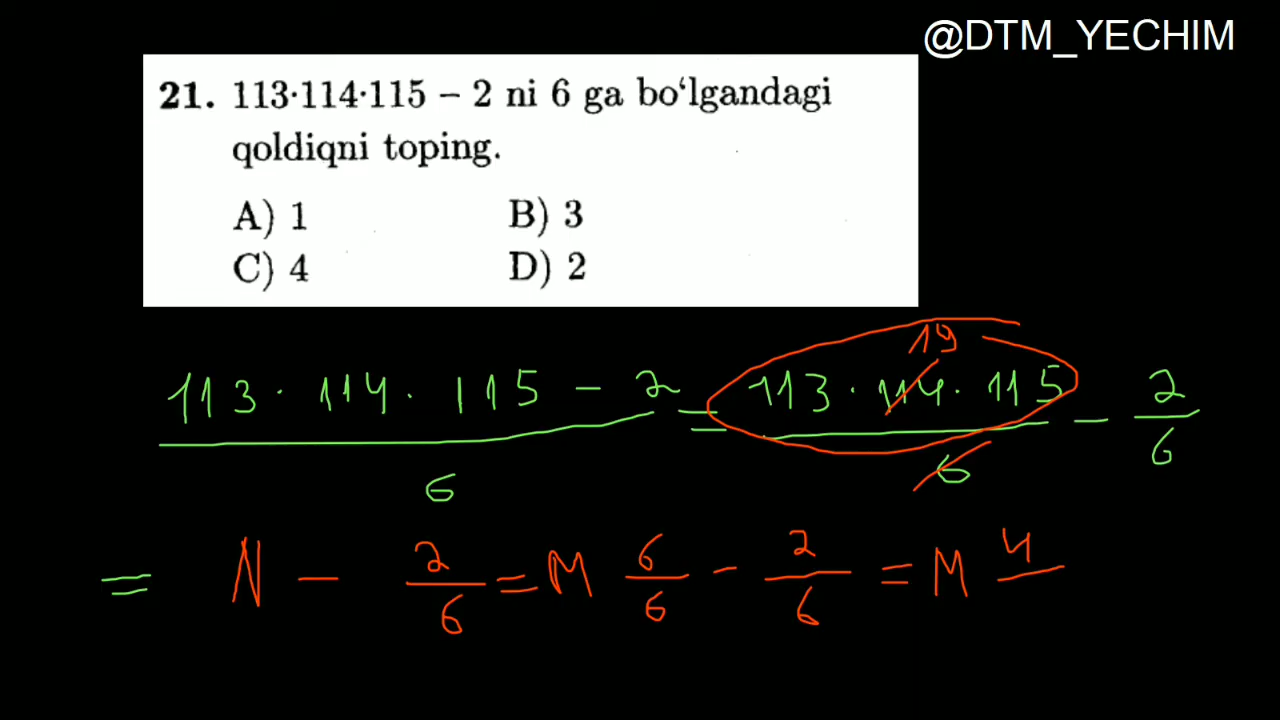 @DTM_YECHIM
21. 113·114·115 – 2 ni 6 ga bo‘lgandagi
qoldiqni toping.
A) 1 B) 3
C) 4 D) 2
19
113 · 114 · 115 – 2 = 113 · 114 · 115 – 2
6 6 6
= N – 2/6 = M 6/6 – 2/6 = M 4